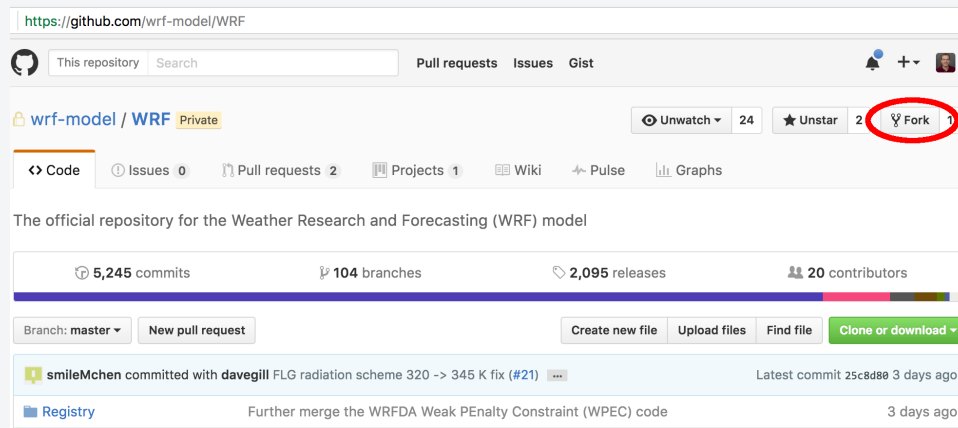 https://github.com/wrf-model/WRF
This repository Search Pull requests Issues Gist
wrf-model / WRF Private Unwatch 24 Unstar 2 Fork 1
Code Issues 0 Pull requests 2 Projects 1 Wiki Pulse Graphs
The official repository for the Weather Research and Forecasting (WRF) model
5,245 commits 104 branches 2,095 releases 20 contributors
Branch: master New pull request Create new file Upload files Find file Clone or download
smileMchen committed with davegill FLG radiation scheme 320 -> 345 K fix (#21) ... Latest commit 25c8d80 3 days ago
Registry Further merge the WRFDA Weak PEnalty Constraint (WPEC) code 3 days ago